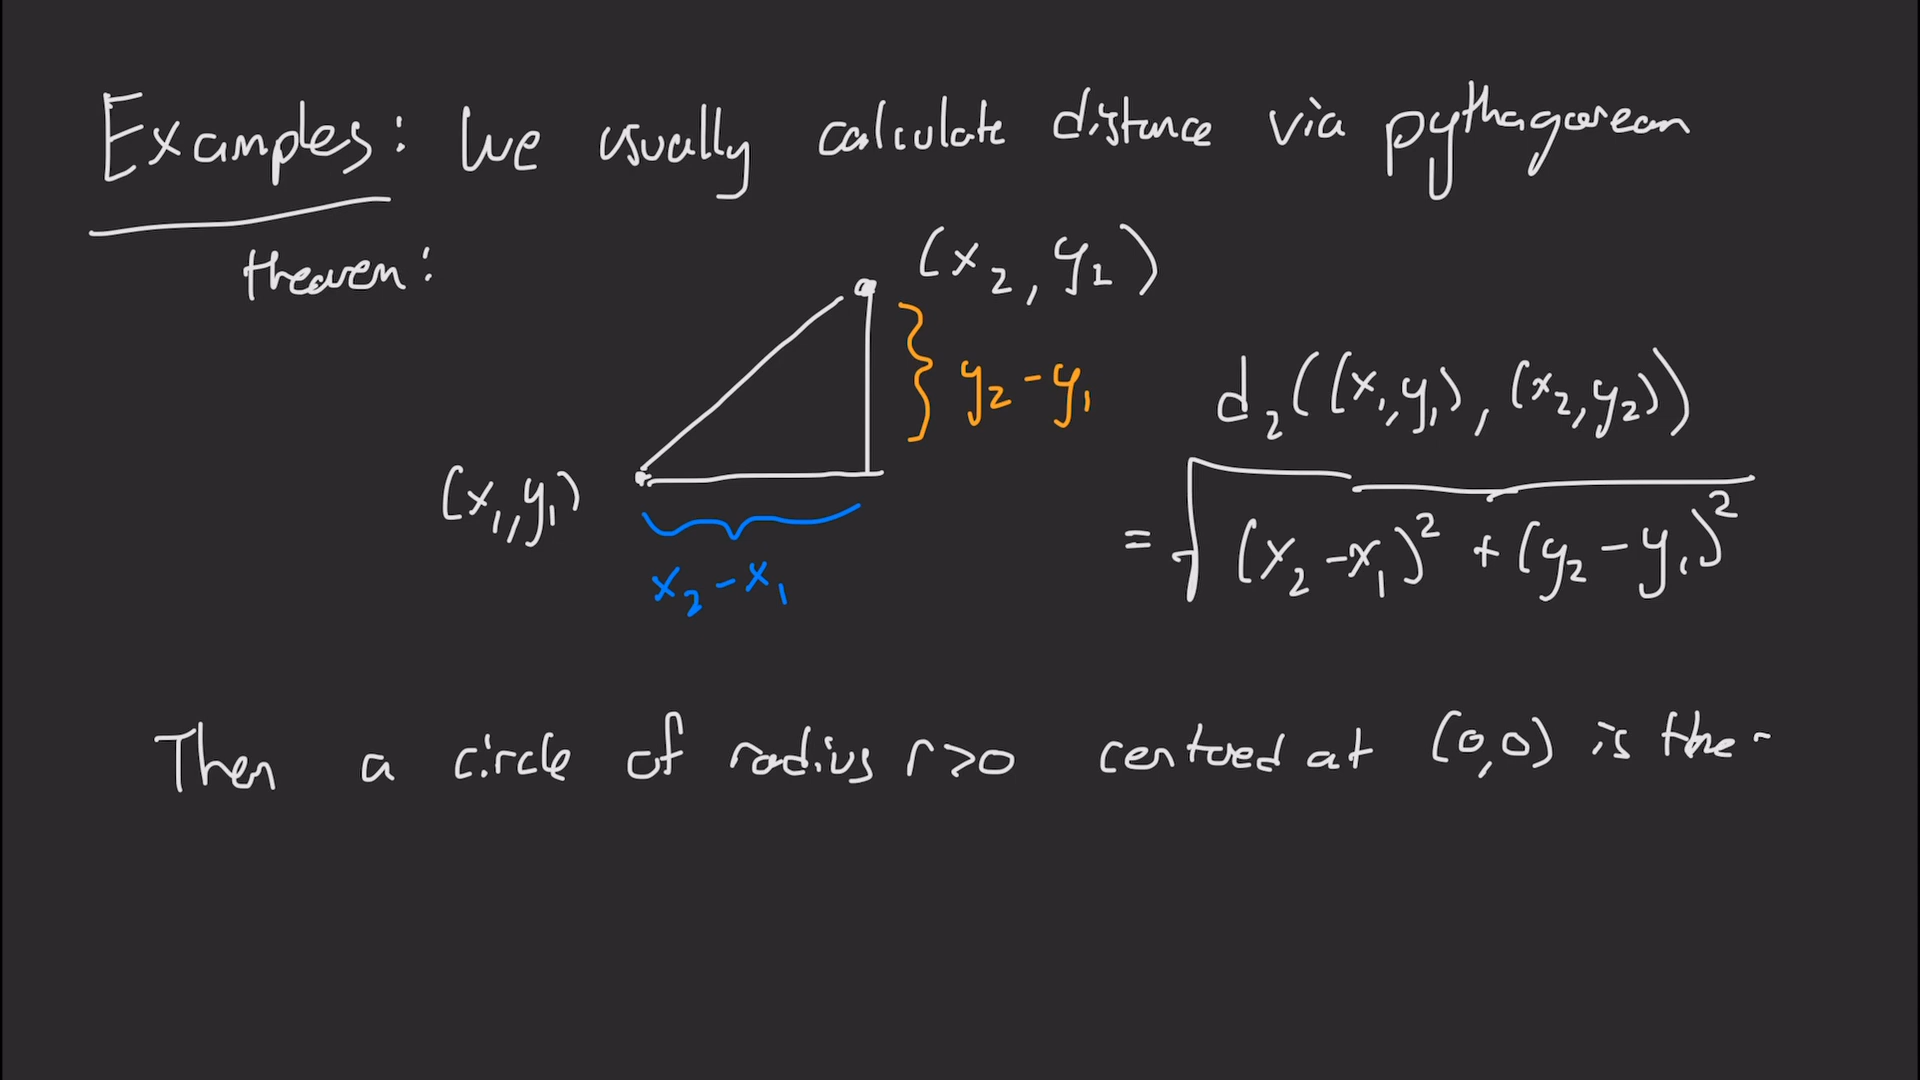 Examples: We usually calculate distance via pythagorean
theorem:
(x₂, y₂)
y₂-y₁
d₂((x₁,y₁), (x₂,y₂))
(x₁,y₁)
= √((x₂-x₁)² + (y₂-y₁)²)
x₂-x₁
Then a circle of radius r>0 centred at (0,0) is the